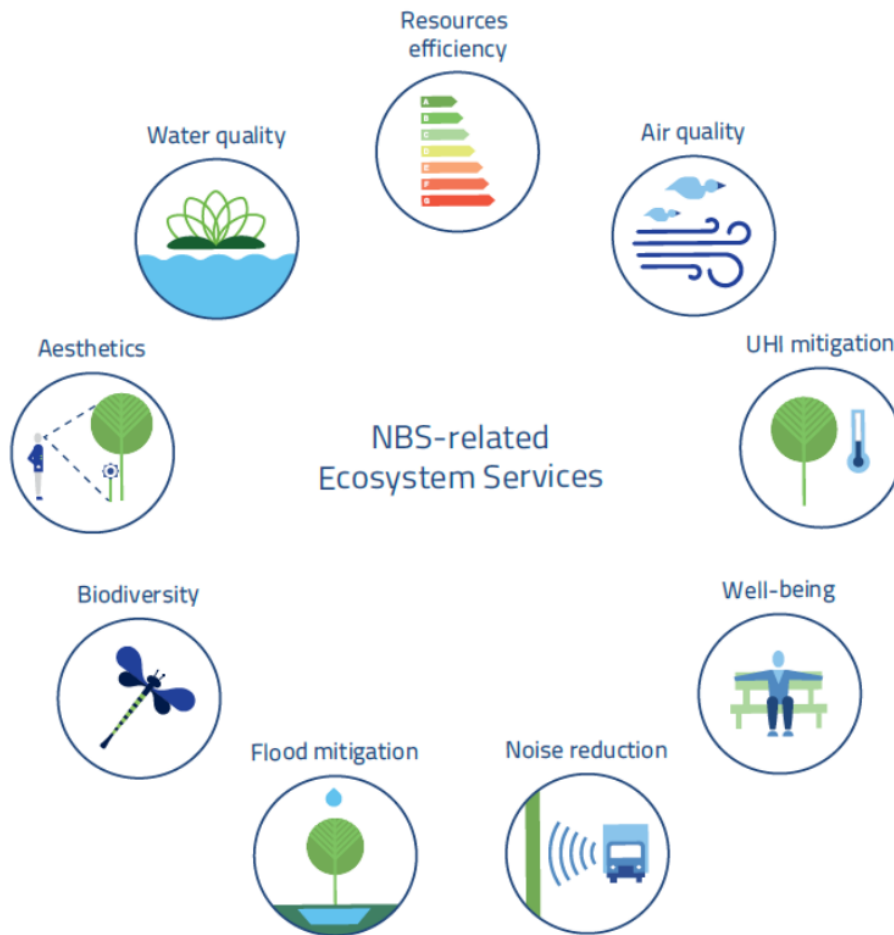 Resources
efficiency
A
B
C
D
E
F
G
Water quality
Air quality
Aesthetics
UHI mitigation
NBS-related
Ecosystem Services
Biodiversity
Well-being
Flood mitigation
Noise reduction